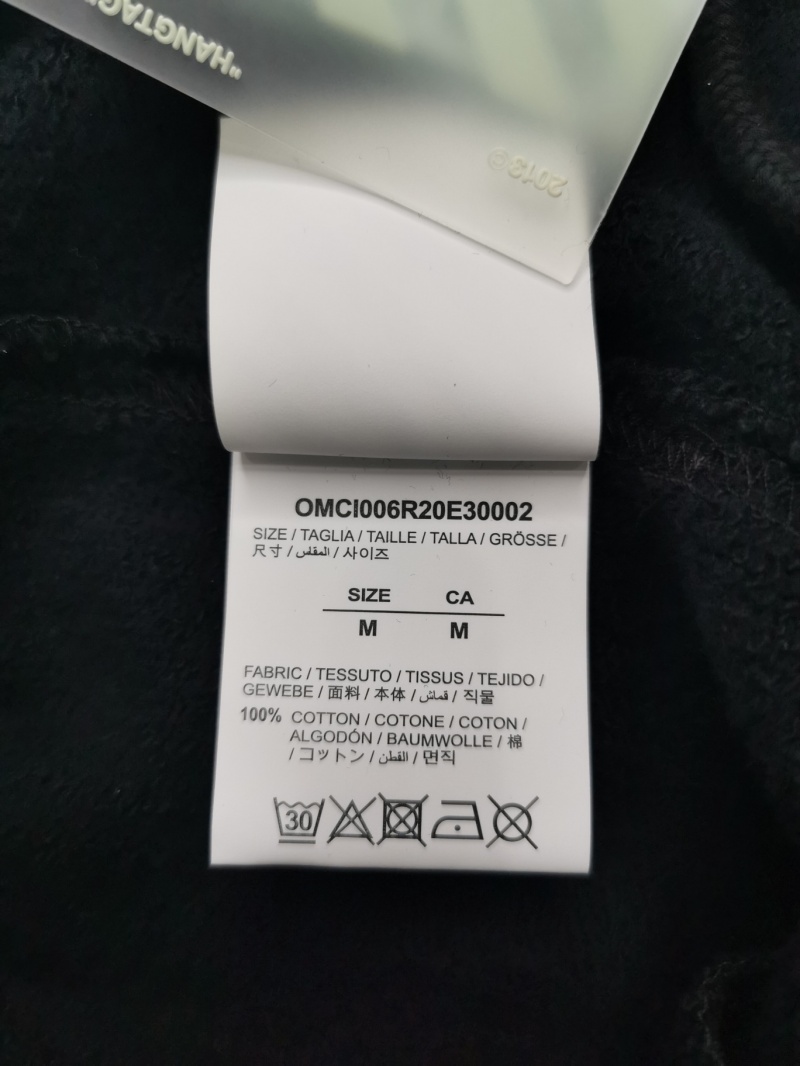 "HANGTAG"
2013©
OMCI006R20E30002
SIZE / TAGLIA / TAILLE / TALLA / GRÖSSE /
尺寸 / المقاس / 사이즈
SIZE CA
M M
FABRIC / TESSUTO / TISSUS / TEJIDO /
GEWEBE / 面料 / 本体 / قماش / 직물
100% COTTON / COTONE / COTON /
ALGODÓN / BAUMWOLLE / 棉
/ コットン / القطن / 면직
30